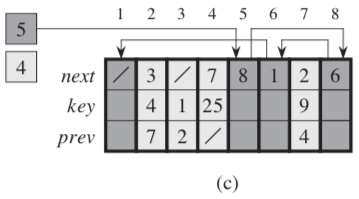 1 2 3 4 5 6 7 8
5
4
next / 3 / 7 8 1 2 6
key 4 1 25 9
prev 7 2 / 4
(c)